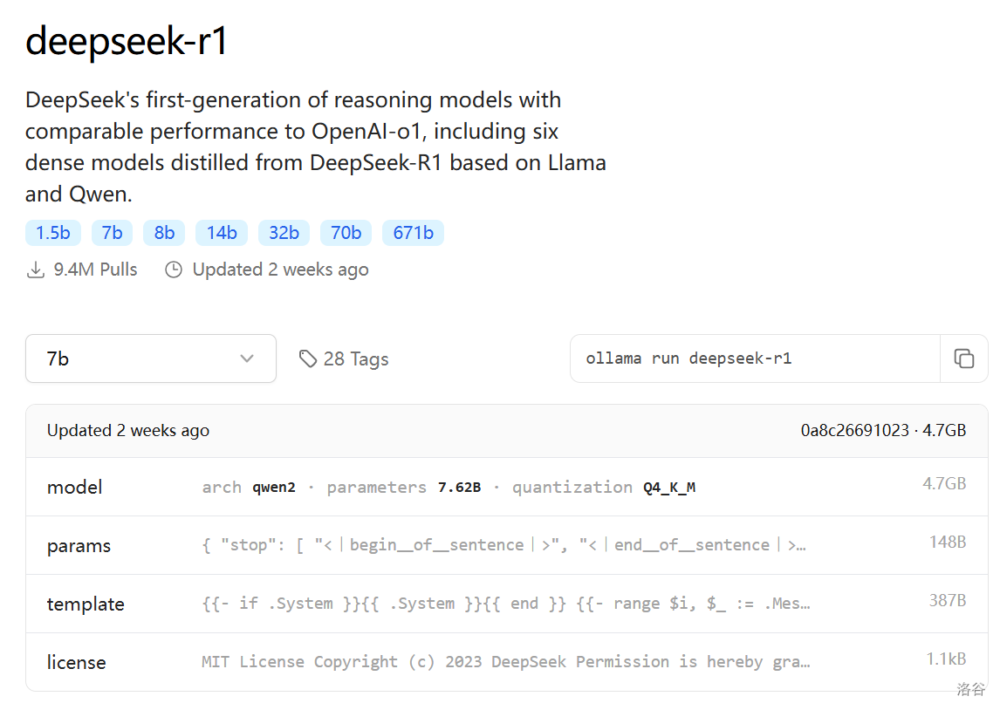 deepseek-r1
DeepSeek's first-generation of reasoning models with
comparable performance to OpenAI-o1, including six
dense models distilled from DeepSeek-R1 based on Llama
and Qwen.
1.5b 7b 8b 14b 32b 70b 671b
9.4M Pulls Updated 2 weeks ago
7b 28 Tags ollama run deepseek-r1
Updated 2 weeks ago 0a8c26691023 · 4.7GB
model arch qwen2 · parameters 7.62B · quantization Q4_K_M 4.7GB
params { "stop": [ "<｜begin▁of▁sentence｜>", "<｜end▁of▁sentence｜>… 148B
template {{- if .System }}{{ .System }}{{ end }} {{- range $i, $_ := .Mes… 387B
license MIT License Copyright (c) 2023 DeepSeek Permission is hereby gra… 1.1kB
洛谷